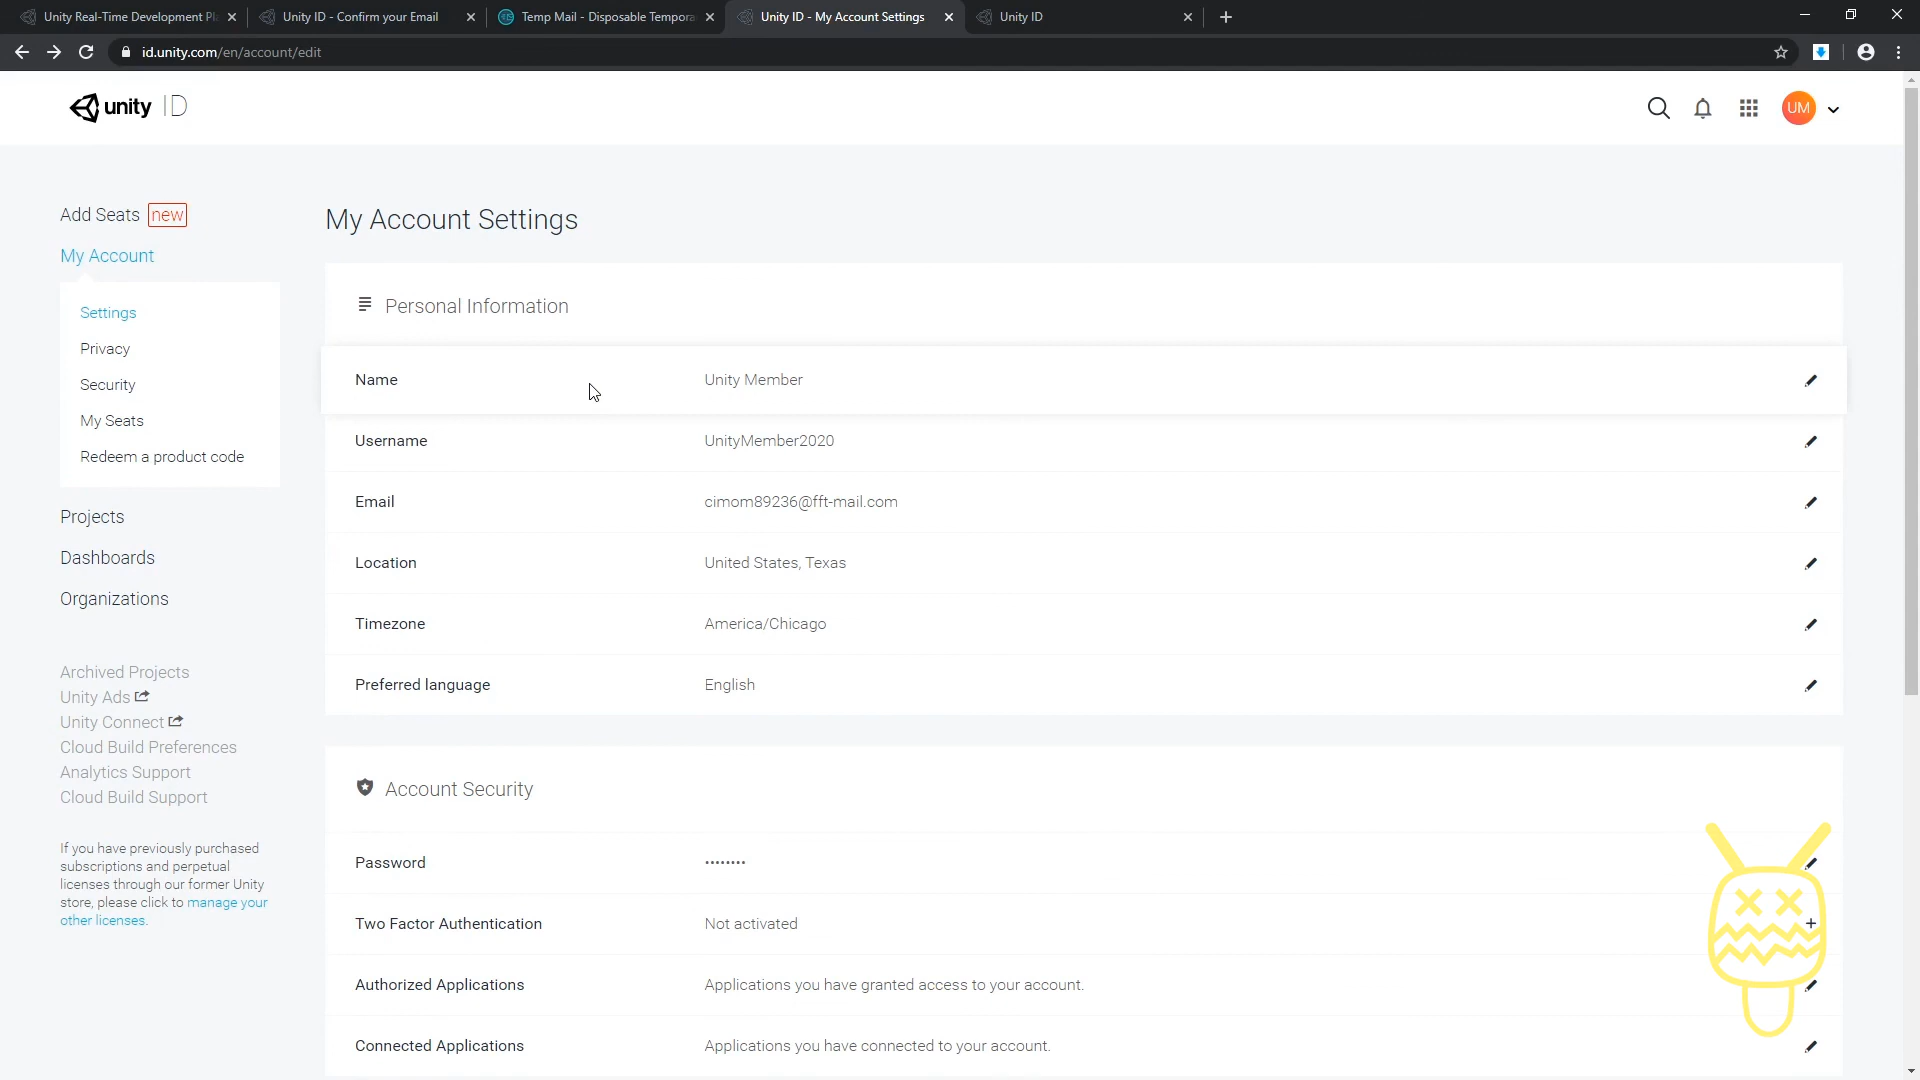 Unity Real-Time Development Pl
Unity ID - Confirm your Email
Temp Mail - Disposable Tempora
Unity ID - My Account Settings
Unity ID
id.unity.com/en/account/edit
unity ID
UM
Add Seats new
My Account
Settings
Privacy
Security
My Seats
Redeem a product code
Projects
Dashboards
Organizations
Archived Projects
Unity Ads
Unity Connect
Cloud Build Preferences
Analytics Support
Cloud Build Support
If you have previously purchased
subscriptions and perpetual
licenses through our former Unity
store, please click to manage your
other licenses.
My Account Settings
Personal Information
Name Unity Member
Username UnityMember2020
Email cimom89236@fft-mail.com
Location United States, Texas
Timezone America/Chicago
Preferred language English
Account Security
Password ••••••••
Two Factor Authentication Not activated
Authorized Applications Applications you have granted access to your account.
Connected Applications Applications you have connected to your account.